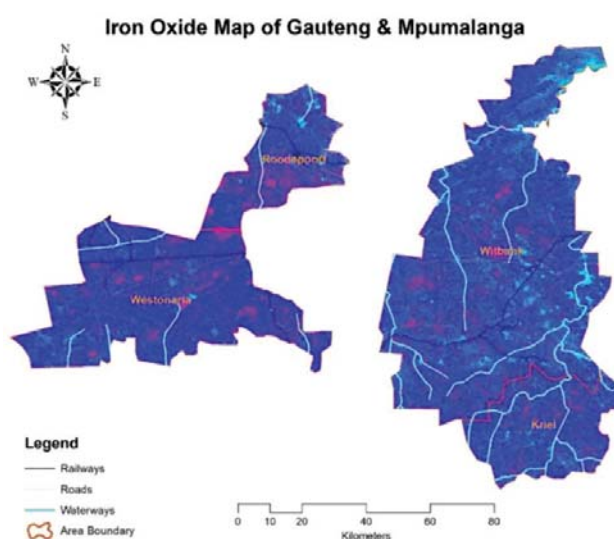 Iron Oxide Map of Gauteng & Mpumalanga
N
W E
S
Roodepood
Witbank
Westonaria
Kriel
Legend
Railways
Roads
Waterways
Area Boundary
0 10 20 40 60 80
Kilometers